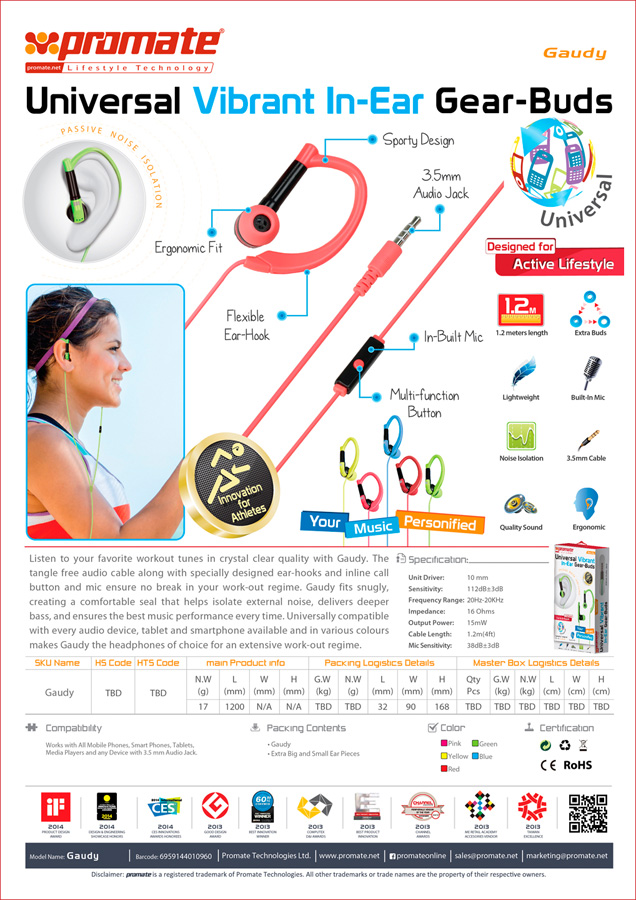 promate®
promate.net Lifestyle Technology
Gaudy
Universal Vibrant In-Ear Gear-Buds
PASSIVE NOISE ISOLATION
Sporty Design
3.5mm
Audio Jack
Universal
Ergonomic Fit
Designed for
Active Lifestyle
Flexible
Ear-Hook
In-Built Mic
Multi-function
Button
1.2M
1.2 meters length
Extra Buds
Lightweight
Built-In Mic
Noise Isolation
3.5mm Cable
Quality Sound
Ergonomic
Innovation
for
Athletes
Your Music Personified
Listen to your favorite workout tunes in crystal clear quality with Gaudy. The
tangle free audio cable along with specially designed ear-hooks and inline call
button and mic ensure no break in your work-out regime. Gaudy fits snugly,
creating a comfortable seal that helps isolate external noise, delivers deeper
bass, and ensures the best music performance every time. Universally compatible
with every audio device, tablet and smartphone available and in various colours
makes Gaudy the headphones of choice for an extensive work-out regime.
Specification:
Unit Driver: 10 mm
Sensitivity: 112dB±3dB
Frequency Range: 20Hz-20KHz
Impedance: 16 Ohms
Output Power: 15mW
Cable Length: 1.2m(4ft)
Mic Sensitivity: 38dB±3dB
promate
Universal Vibrant
In-Ear Gear-Buds
SKU Name HS Code HTS Code main Product info Packing Logistics Details Master Box Logistics Details
Gaudy TBD TBD
N.W (g) L (mm) W (mm) H (mm) G.W (kg) N.W (g) L (mm) W (mm) H (mm) Qty Pcs G.W (kg) N.W (kg) L (cm) W (cm) H (cm)
17 1200 N/A N/A TBD TBD 32 90 168 TBD TBD TBD TBD TBD TBD
Compatibility
Works with All Mobile Phones, Smart Phones, Tablets,
Media Players and any Device with 3.5 mm Audio Jack.
Packing Contents
• Gaudy
• Extra Big and Small Ear Pieces
Color
Pink Green
Yellow Blue
Red
Certification
CE RoHS
2014 PRODUCT DESIGN AWARD
2014 DESIGN & ENGINEERING SHOWCASE HONORS
2014 CES INNOVATIONS AWARDS HONOREES
2013 GOOD DESIGN AWARD
2013 BEST INNOVATION WINNER
2013 COMPUTEX D&I AWARDS
2013 BEST PRODUCT INNOVATION
2013 CHANNEL AWARDS
2013 ME RETAIL ACADEMY ACCESSORIES VENDOR
2013 TAIWAN EXCELLENCE
Model Name: Gaudy Barcode: 6959144010960 Promate Technologies Ltd. www.promate.net promateonline sales@promate.net marketing@promate.net
Disclaimer: promate is a registered trademark of Promate Technologies. All other trademarks or trade names are the property of their respective owners.